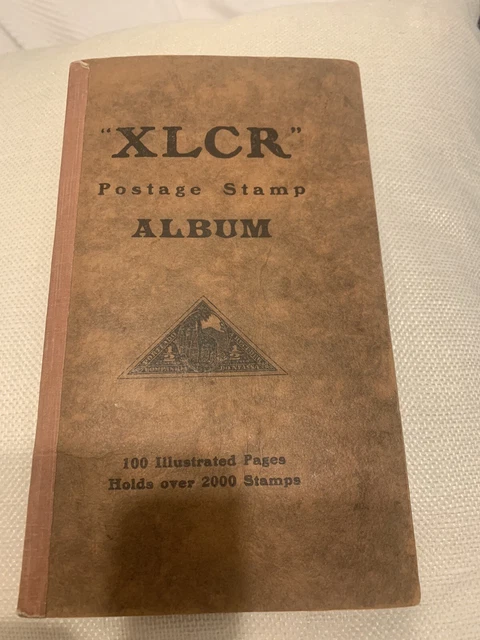 "XLCR"
Postage Stamp
ALBUM
100 Illustrated Pages
Holds over 2000 Stamps